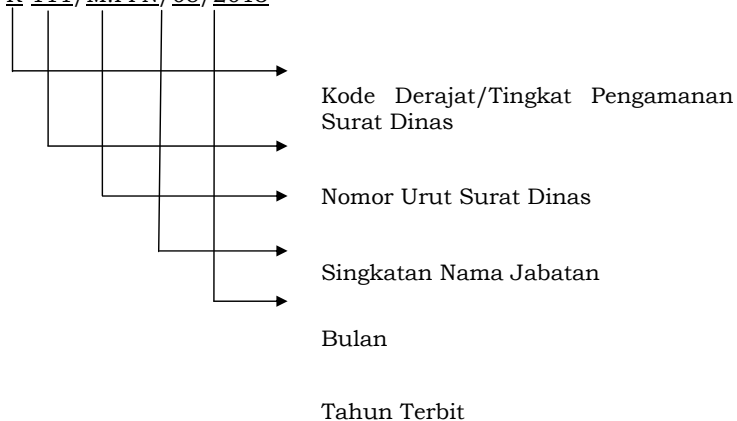 Kode Derajat/Tingkat Pengamanan
Surat Dinas
Nomor Urut Surat Dinas
Singkatan Nama Jabatan
Bulan
Tahun Terbit